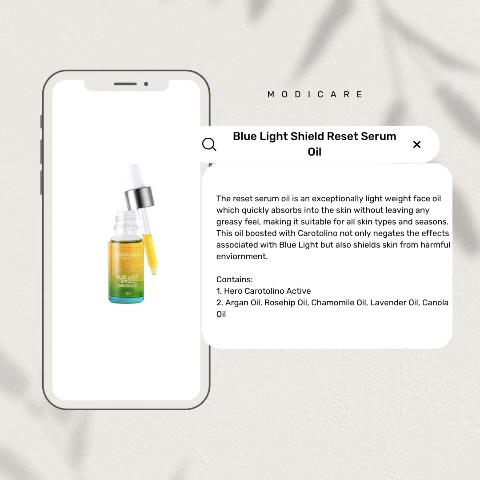 MODICARE
Blue Light Shield Reset Serum
Oil
The reset serum oil is an exceptionally light weight face oil
which quickly absorbs into the skin without leaving any
greasy feel, making it suitable for all skin types and seasons.
This oil boosted with Carotolino not only negates the effects
associated with Blue Light but also shields skin from harmful
enviornment.
Contains:
1. Hero Carotolino Active
2. Argan Oil, Rosehip Oil, Chamomile Oil, Lavender Oil, Canola
Oil
BLUE LIGHT
SHIELD